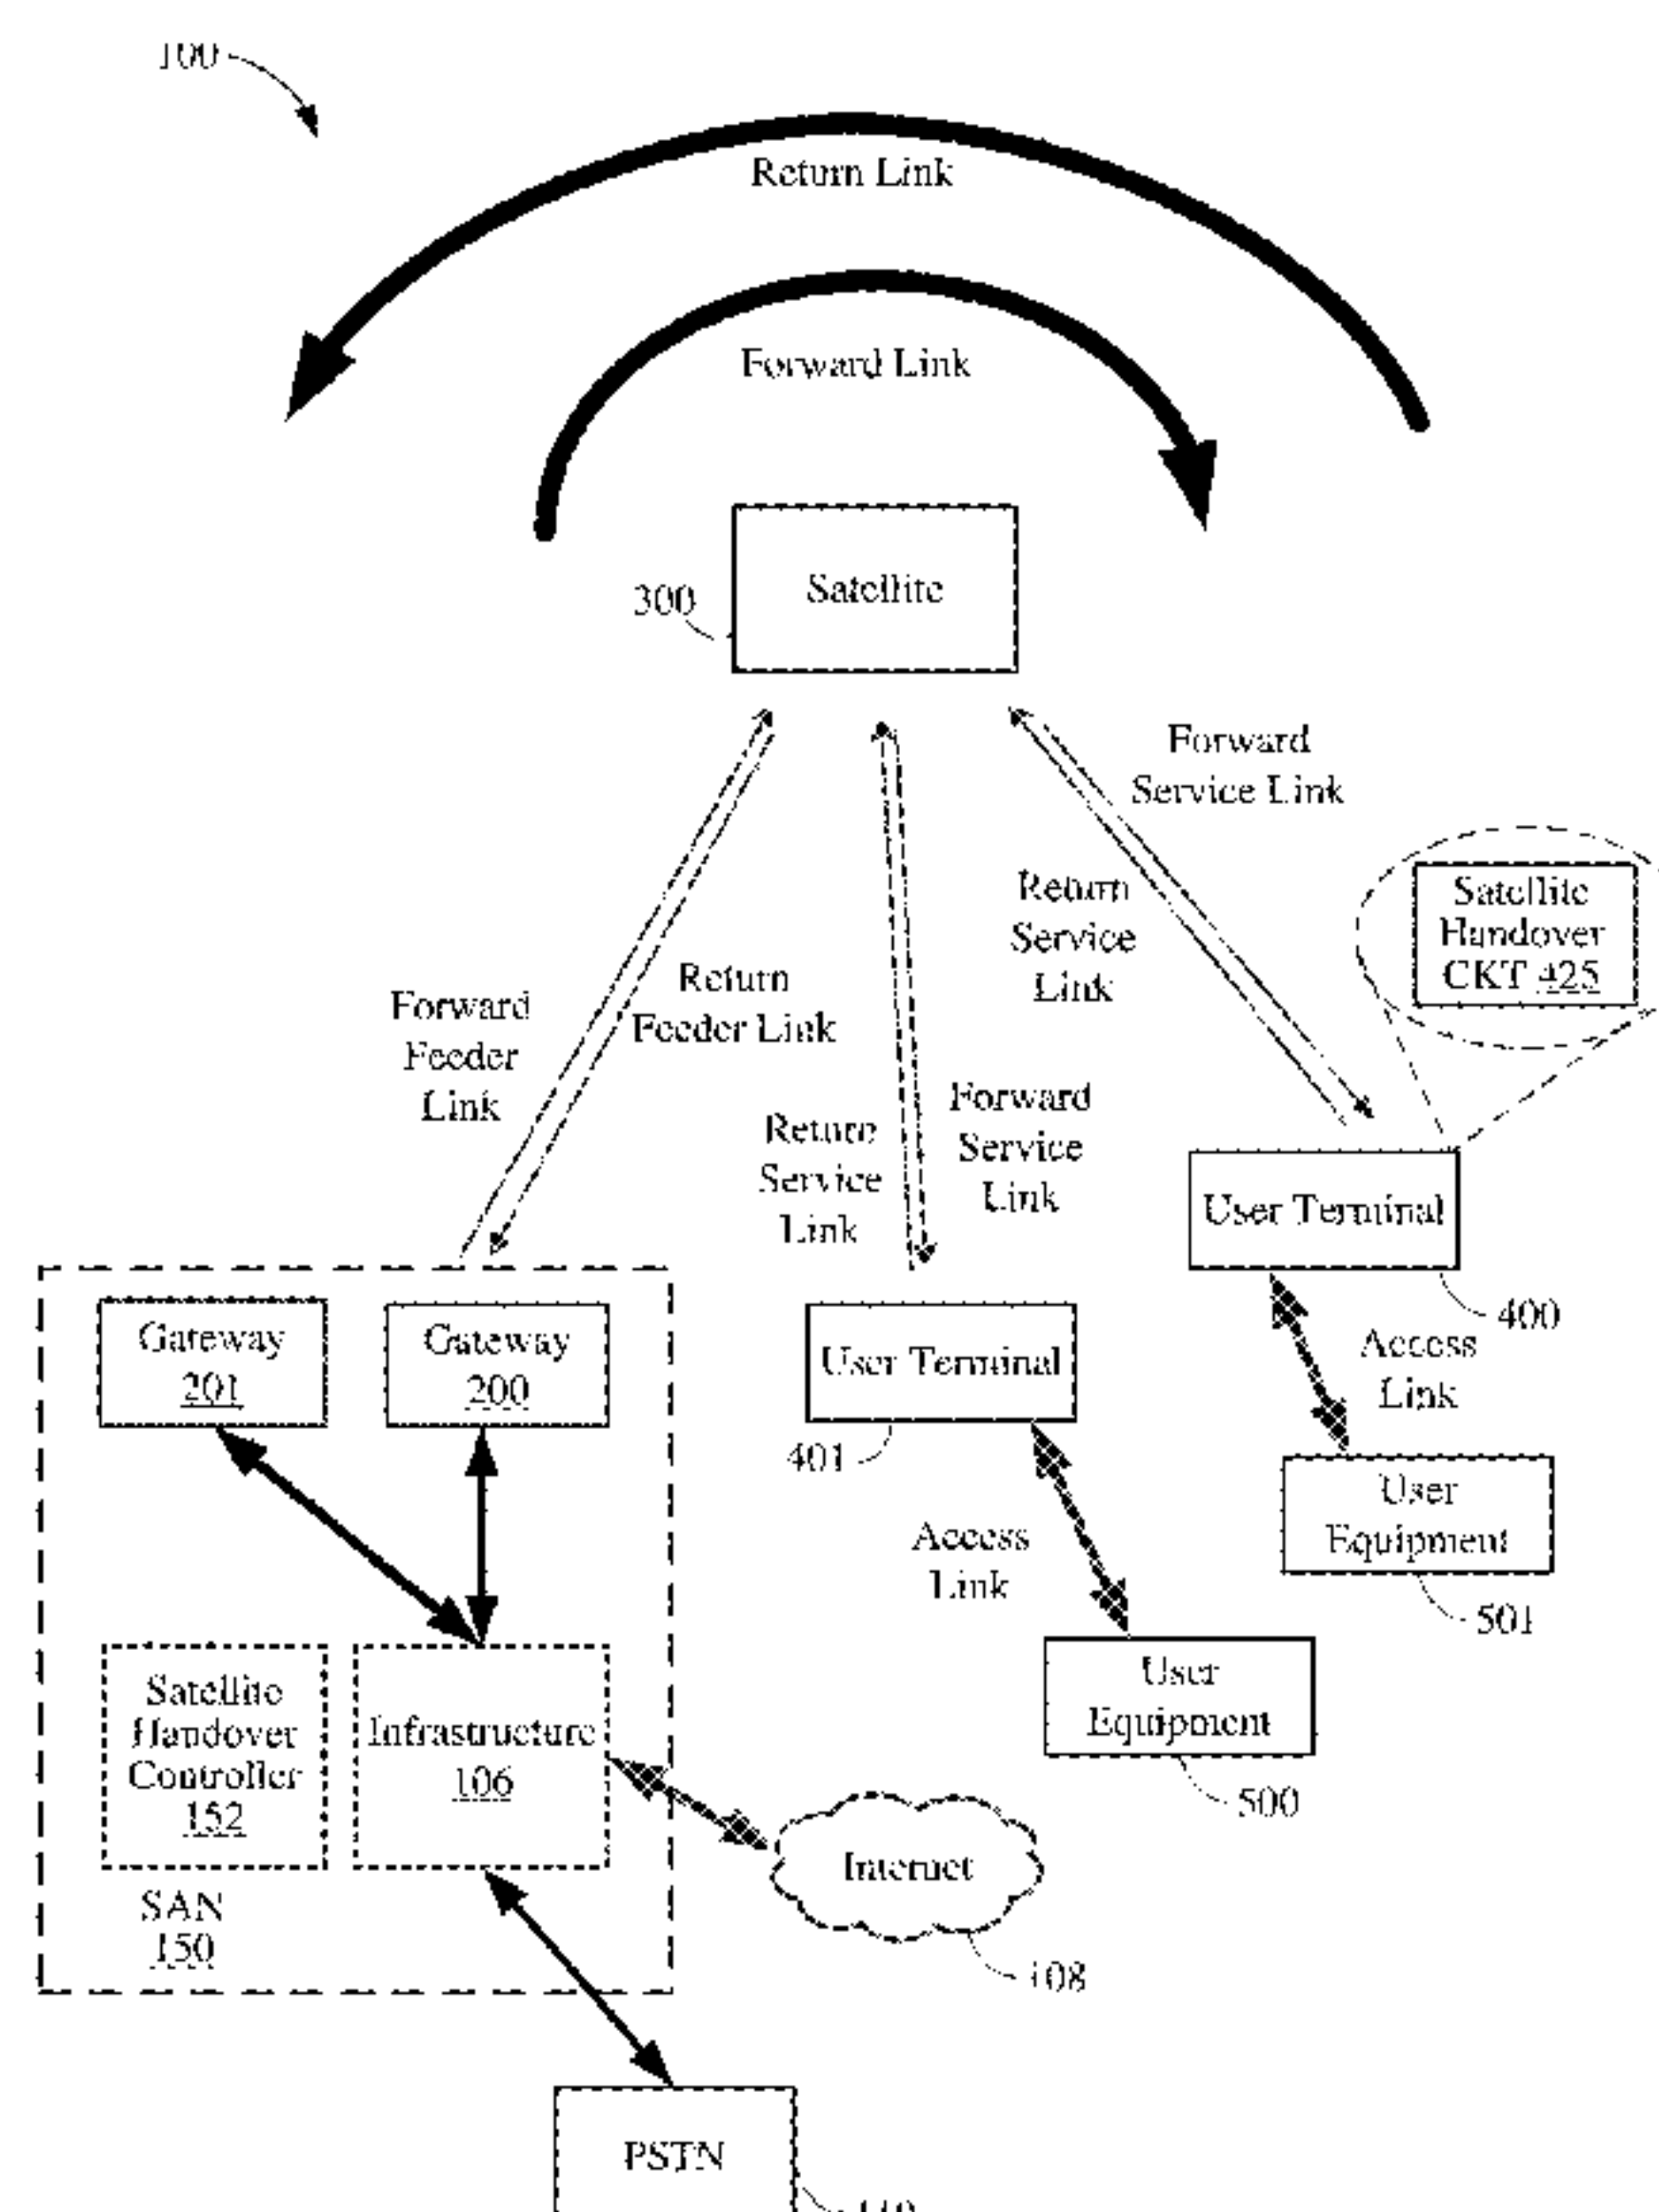 100
Return Link
Forward Link
Satellite
300
Forward
Service Link
Return
Service
Link
Satellite
Handover
CKT 425
Forward
Feeder
Link
Return
Feeder Link
Return
Service
Link
Forward
Service
Link
User Terminal
400
Gateway
201
Gateway
200
User Terminal
401
Access
Link
User
Equipment
501
Access
Link
User
Equipment
500
Satellite
Handover
Controller
152
Infrastructure
106
Internet
108
SAN
150
PSTN